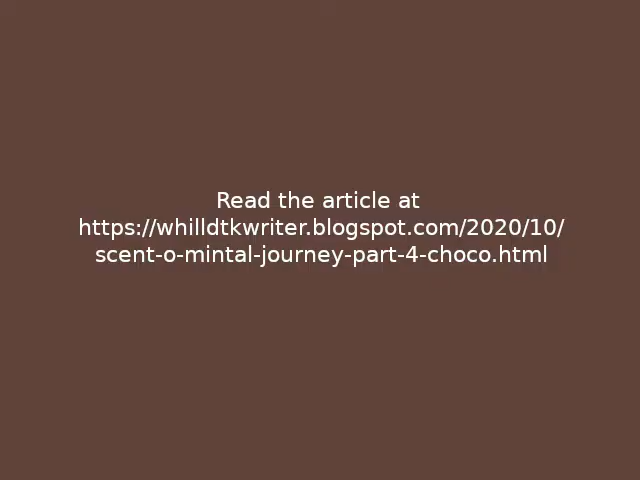 Read the article at
https://whilldtkwriter.blogspot.com/2020/10/
scent-o-mintal-journey-part-4-choco.html